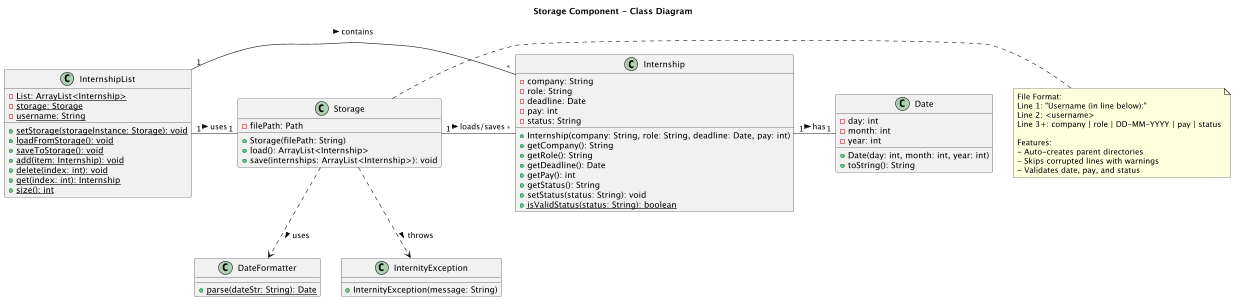 Storage Component - Class Diagram
contains
1
*
C InternshipList
List: ArrayList<Internship>
storage: Storage
username: String
setStorage(storageInstance: Storage): void
loadFromStorage(): void
saveToStorage(): void
add(item: Internship): void
delete(index: int): void
get(index: int): Internship
size(): int
1 uses 1
C Storage
filePath: Path
Storage(filePath: String)
load(): ArrayList<Internship>
save(internships: ArrayList<Internship>): void
1 loads/saves *
C Internship
company: String
role: String
deadline: Date
pay: int
status: String
Internship(company: String, role: String, deadline: Date, pay: int)
getCompany(): String
getRole(): String
getDeadline(): Date
getPay(): int
getStatus(): String
setStatus(status: String): void
isValidStatus(status: String): boolean
1 has 1
C Date
day: int
month: int
year: int
Date(day: int, month: int, year: int)
toString(): String
File Format:
Line 1: "Username (in line below):"
Line 2: <username>
Line 3+: company | role | DD-MM-YYYY | pay | status
Features:
- Auto-creates parent directories
- Skips corrupted lines with warnings
- Validates date, pay, and status
uses
throws
C DateFormatter
parse(dateStr: String): Date
C InternityException
InternityException(message: String)